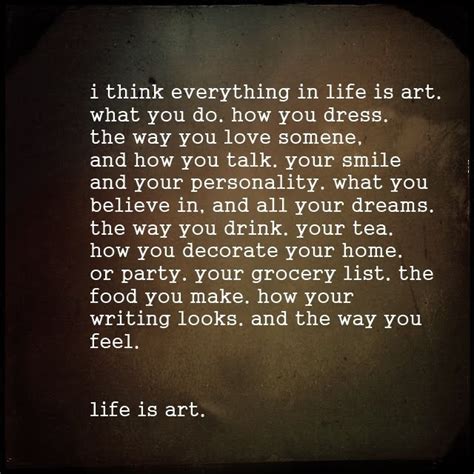 i think everything in life is art.
what you do. how you dress.
the way you love somene,
and how you talk. your smile
and your personality. what you
believe in, and all your dreams.
the way you drink. your tea.
how you decorate your home.
or party. your grocery list. the
food you make. how your
writing looks. and the way you
feel.
life is art.